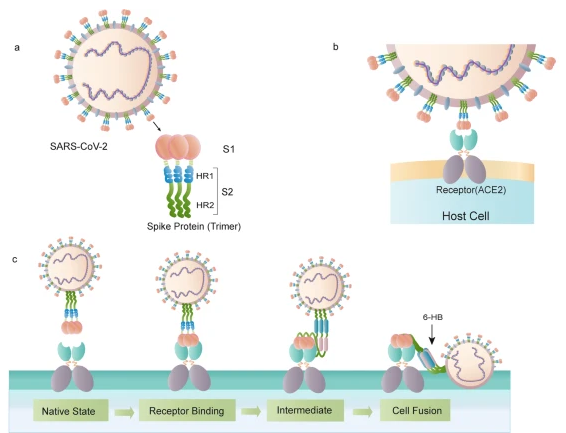 a
SARS-CoV-2
S1
HR1
S2
HR2
Spike Protein (Trimer)
b
Receptor(ACE2)
Host Cell
c
6-HB
Native State
Receptor Binding
Intermediate
Cell Fusion